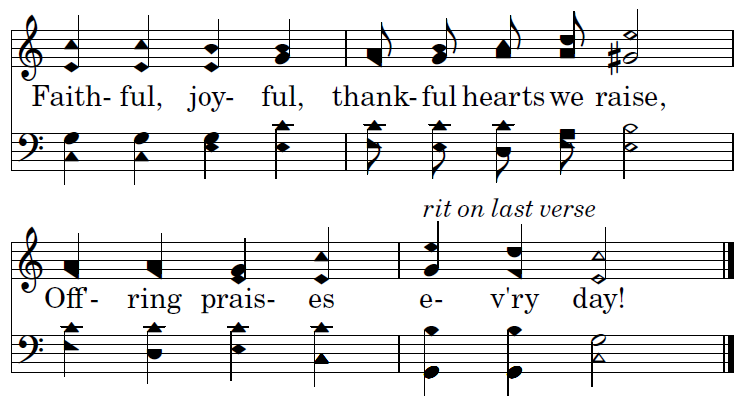 Faith- ful, joy- ful, thank- ful hearts we raise,
rit on last verse
Off'- ring prais- es e- v'ry day!